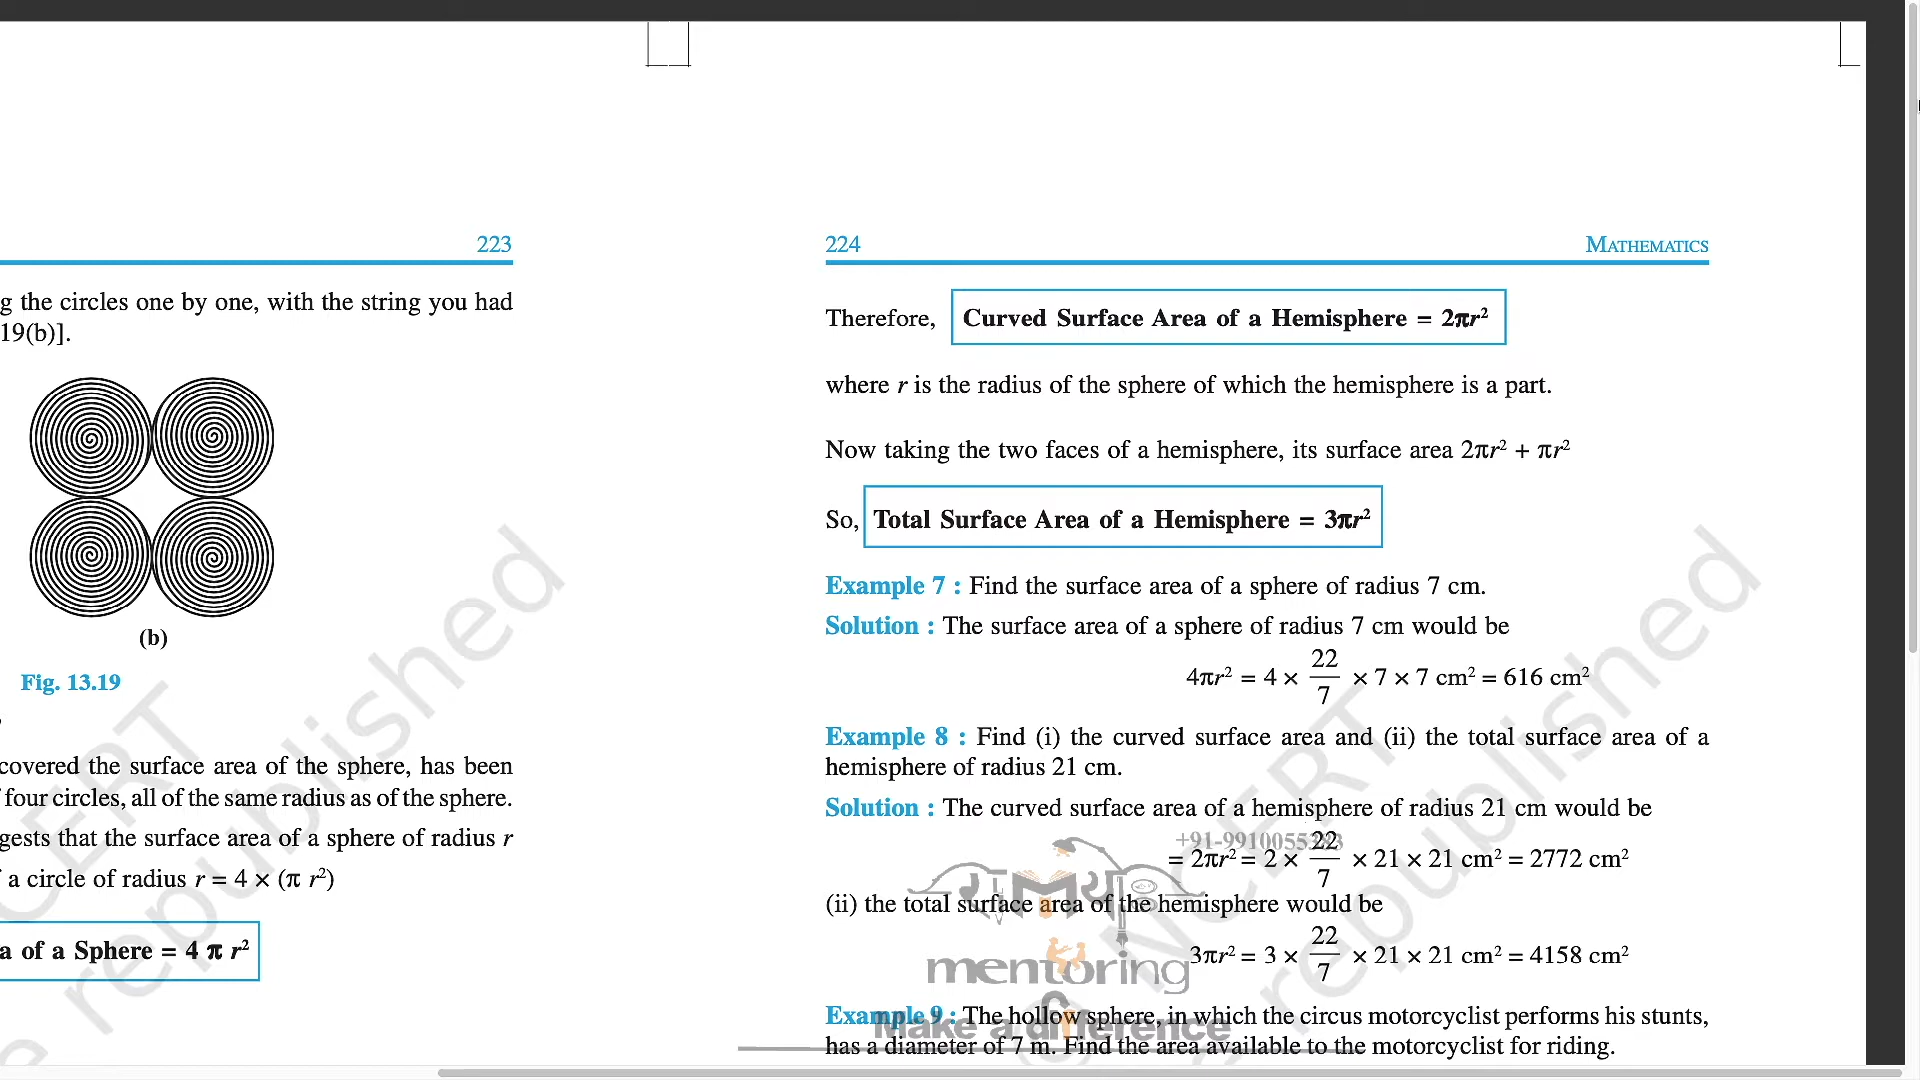 223
g the circles one by one, with the string you had
19(b)].
(b)
Fig. 13.19
covered the surface area of the sphere, has been
four circles, all of the same radius as of the sphere.
gests that the surface area of a sphere of radius r
a circle of radius r = 4 × (π r²)
a of a Sphere = 4 π r²
224 MATHEMATICS
Therefore, Curved Surface Area of a Hemisphere = 2πr²
where r is the radius of the sphere of which the hemisphere is a part.
Now taking the two faces of a hemisphere, its surface area 2πr² + πr²
So, Total Surface Area of a Hemisphere = 3πr²
Example 7 : Find the surface area of a sphere of radius 7 cm.
Solution : The surface area of a sphere of radius 7 cm would be
4πr² = 4 × 22/7 × 7 × 7 cm² = 616 cm²
Example 8 : Find (i) the curved surface area and (ii) the total surface area of a
hemisphere of radius 21 cm.
Solution : The curved surface area of a hemisphere of radius 21 cm would be
= 2πr² = 2 × 22/7 × 21 × 21 cm² = 2772 cm²
(ii) the total surface area of the hemisphere would be
3πr² = 3 × 22/7 × 21 × 21 cm² = 4158 cm²
Example 9 : The hollow sphere, in which the circus motorcyclist performs his stunts,
has a diameter of 7 m. Find the area available to the motorcyclist for riding.
mentoring
Make a difference
© NCERT
republished